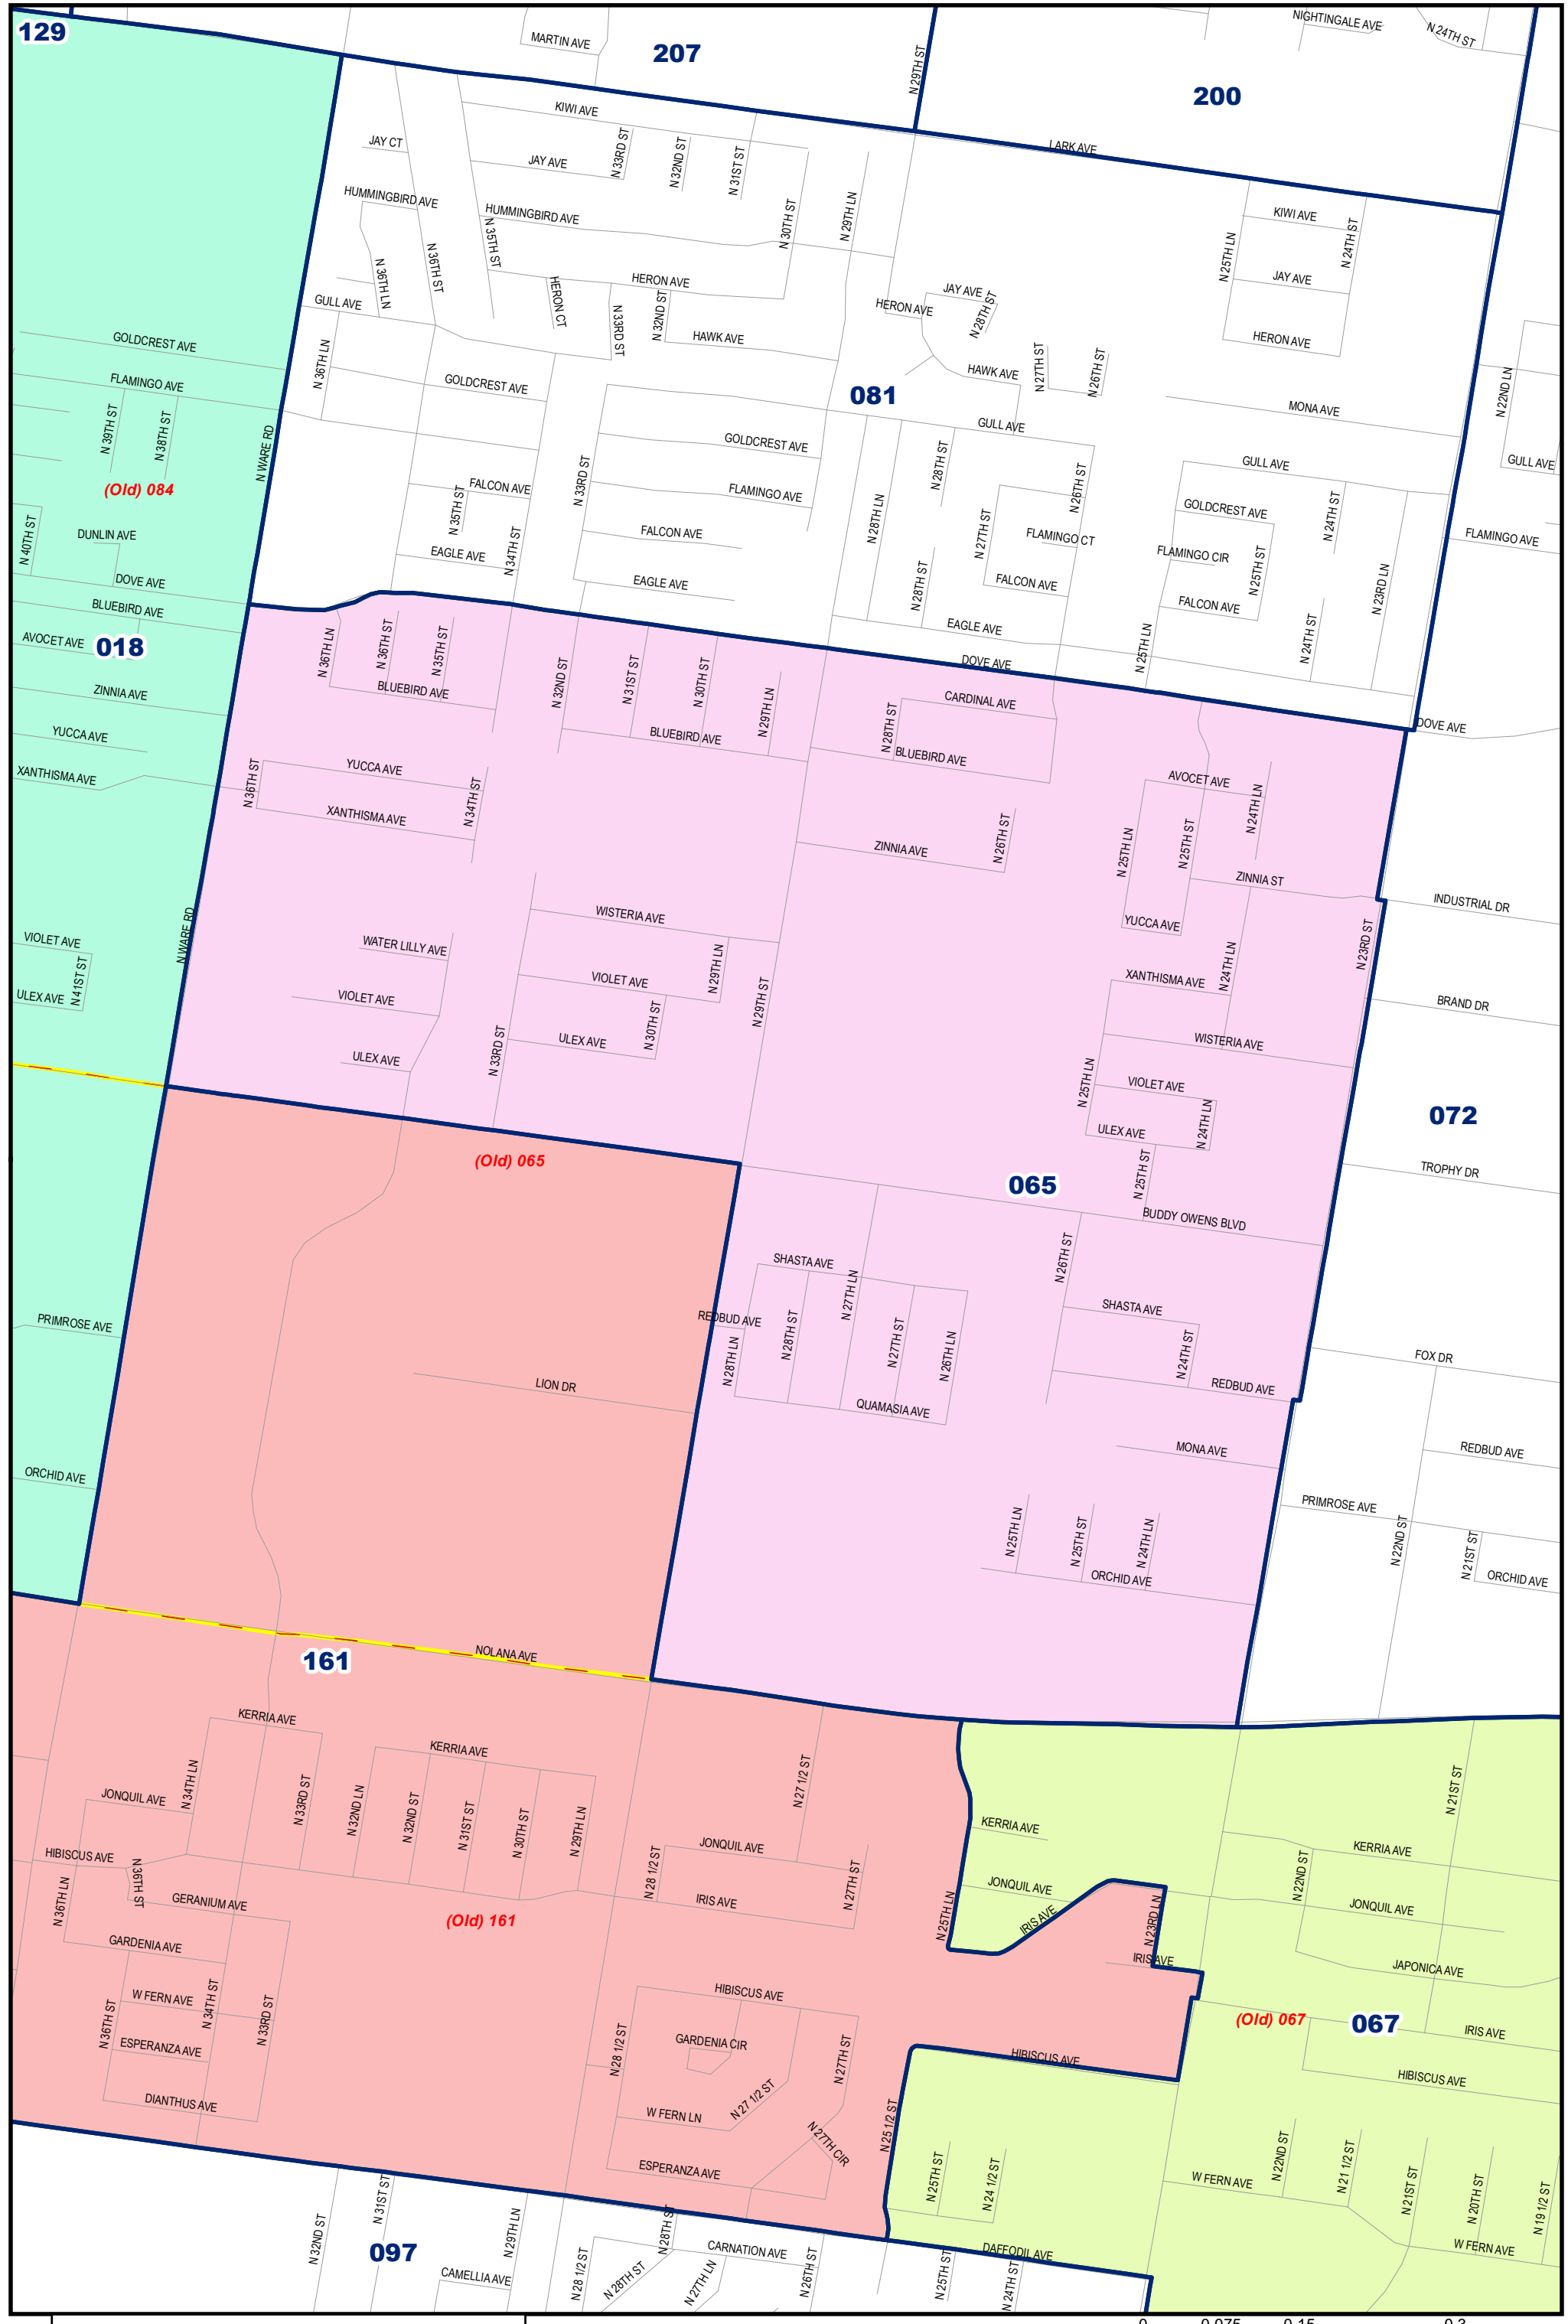 129
207
200
MARTIN AVE
N 29TH ST
NIGHTINGALE AVE
N 24TH ST
KIWI AVE
LARK AVE
JAY CT
JAY AVE
N 33RD ST
N 32ND ST
N 31ST ST
HUMMINGBIRD AVE
HUMMINGBIRD AVE
N 30TH ST
N 29TH LN
KIWI AVE
N 24TH ST
N 25TH LN
JAY AVE
HERON AVE
N 36TH LN
N 36TH ST
N 35TH ST
HERON AVE
HERON CT
N 33RD ST
N 32ND ST
HAWK AVE
GULL AVE
HERON AVE
JAY AVE
N 28TH ST
HAWK AVE
N 27TH ST
N 26TH ST
GOLDCREST AVE
FLAMINGO AVE
N 39TH ST
N 38TH ST
N 36TH LN
GOLDCREST AVE
081
MONA AVE
N 22ND LN
GULL AVE
GULL AVE
GULL AVE
N WARE RD
(Old) 084
GOLDCREST AVE
FLAMINGO AVE
N 33RD ST
FALCON AVE
N 35TH ST
EAGLE AVE
N 34TH ST
FALCON AVE
EAGLE AVE
N 28TH LN
N 28TH ST
N 28TH ST
N 27TH ST
N 26TH ST
FLAMINGO CT
FALCON AVE
GOLDCREST AVE
FLAMINGO CIR
N 25TH ST
FALCON AVE
N 24TH ST
N 24TH ST
N 23RD LN
FLAMINGO AVE
N 40TH ST
DUNLIN AVE
DOVE AVE
BLUEBIRD AVE
AVOCET AVE
018
ZINNIA AVE
YUCCA AVE
XANTHISMA AVE
EAGLE AVE
DOVE AVE
N 25TH LN
DOVE AVE
N 36TH LN
N 36TH ST
N 35TH ST
BLUEBIRD AVE
N 32ND ST
N 31ST ST
N 30TH ST
N 29TH LN
BLUEBIRD AVE
N 28TH ST
CARDINAL AVE
BLUEBIRD AVE
N 36TH ST
YUCCA AVE
XANTHISMA AVE
N 34TH ST
ZINNIA AVE
N 26TH ST
AVOCET AVE
N 25TH LN
N 25TH ST
N 24TH LN
ZINNIA ST
YUCCA AVE
INDUSTRIAL DR
N 23RD ST
N WARE RD
VIOLET AVE
N 41ST ST
ULEX AVE
WATER LILLY AVE
VIOLET AVE
ULEX AVE
WISTERIA AVE
VIOLET AVE
N 29TH LN
N 30TH ST
ULEX AVE
N 33RD ST
N 29TH ST
XANTHISMA AVE
N 24TH LN
WISTERIA AVE
N 25TH LN
VIOLET AVE
N 24TH LN
ULEX AVE
N 25TH ST
BRAND DR
072
TROPHY DR
(Old) 065
065
BUDDY OWENS BLVD
N 26TH ST
SHASTA AVE
REDBUD AVE
N 28TH LN
N 28TH ST
N 27TH LN
N 27TH ST
N 26TH LN
QUAMASIA AVE
SHASTA AVE
N 24TH ST
REDBUD AVE
MONA AVE
FOX DR
REDBUD AVE
PRIMROSE AVE
N 22ND ST
N 21ST ST
ORCHID AVE
PRIMROSE AVE
LION DR
ORCHID AVE
N 25TH LN
N 25TH ST
N 24TH LN
ORCHID AVE
161
NOLANA AVE
KERRIA AVE
KERRIA AVE
JONQUIL AVE
N 34TH LN
N 33RD ST
N 32ND LN
N 32ND ST
N 31ST ST
N 30TH ST
N 29TH LN
N 27 1/2 ST
KERRIA AVE
N 21ST ST
KERRIA AVE
HIBISCUS AVE
N 36TH LN
N 36TH ST
GERANIUM AVE
GARDENIA AVE
N 28 1/2 ST
JONQUIL AVE
IRIS AVE
N 27TH ST
JONQUIL AVE
N 25TH LN
IRIS AVE
N 23RD LN
IRIS AVE
N 22ND ST
JONQUIL AVE
JAPONICA AVE
(Old) 161
W FERN AVE
N 36TH ST
ESPERANZA AVE
DIANTHUS AVE
N 34TH ST
N 33RD ST
HIBISCUS AVE
GARDENIA CIR
N 28 1/2 ST
W FERN LN
N 27 1/2 ST
N 27TH ST
N 27TH CIR
ESPERANZA AVE
(Old) 067
067
IRIS AVE
HIBISCUS AVE
HIBISCUS AVE
N 25 1/2 ST
N 25TH ST
N 24 1/2 ST
W FERN AVE
N 22ND ST
N 21 1/2 ST
N 21ST ST
N 20TH ST
N 19 1/2 ST
W FERN AVE
DAFFODIL AVE
N 32ND ST
N 31ST ST
097
N 29TH LN
CAMELLIA AVE
N 28 1/2 ST
N 28TH ST
N 28TH ST
N 27TH LN
CARNATION AVE
N 26TH ST
N 25TH ST
N 24TH ST
0 0.075 0.15 0.3